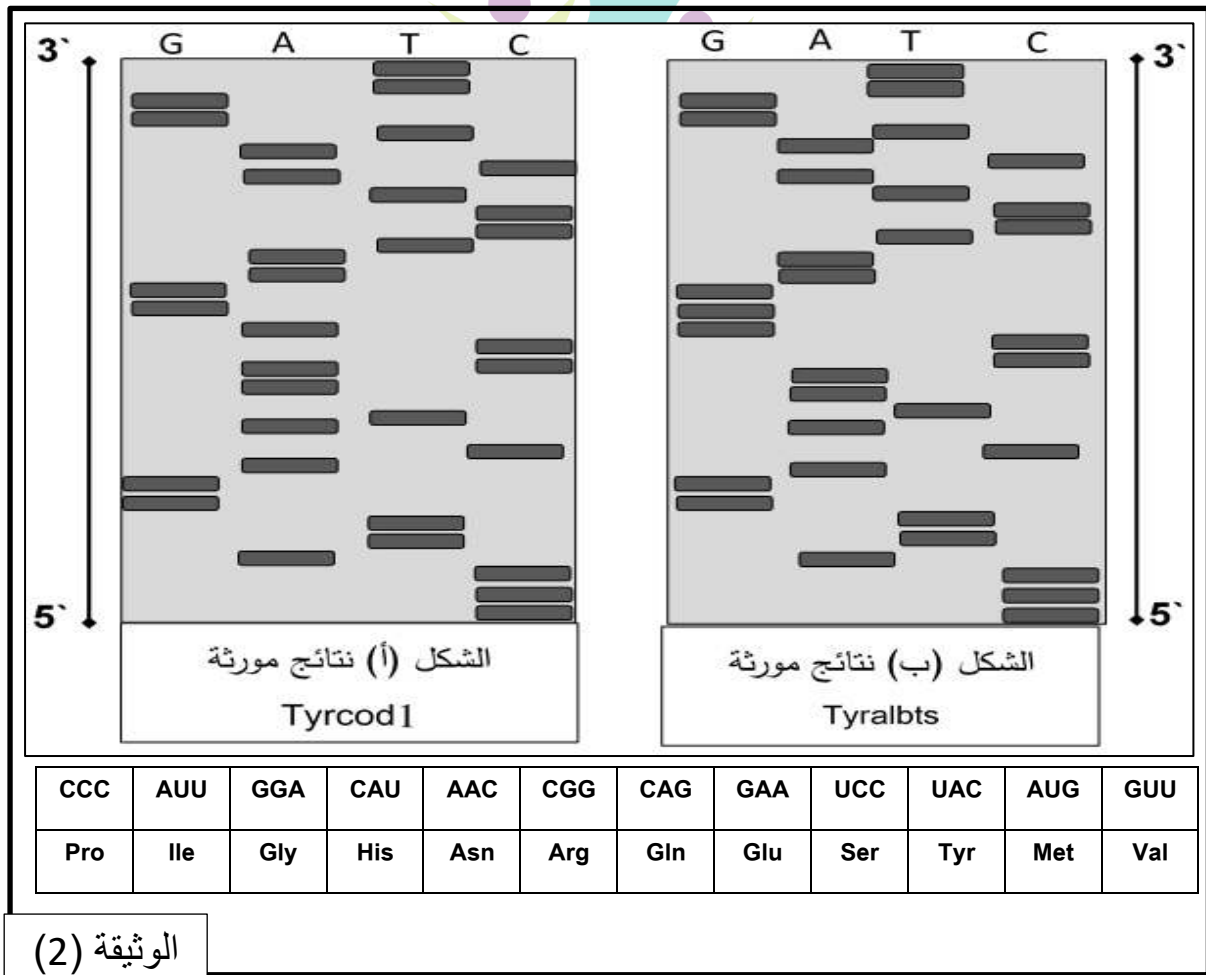 G A T C G A T C
3` 3`
5` 5`
الشكل (أ) نتائج مورثة
Tyrcod1
الشكل (ب) نتائج مورثة
Tyralbts
CCC AUU GGA CAU AAC CGG CAG GAA UCC UAC AUG GUU
Pro Ile Gly His Asn Arg Gln Glu Ser Tyr Met Val
الوثيقة (2)